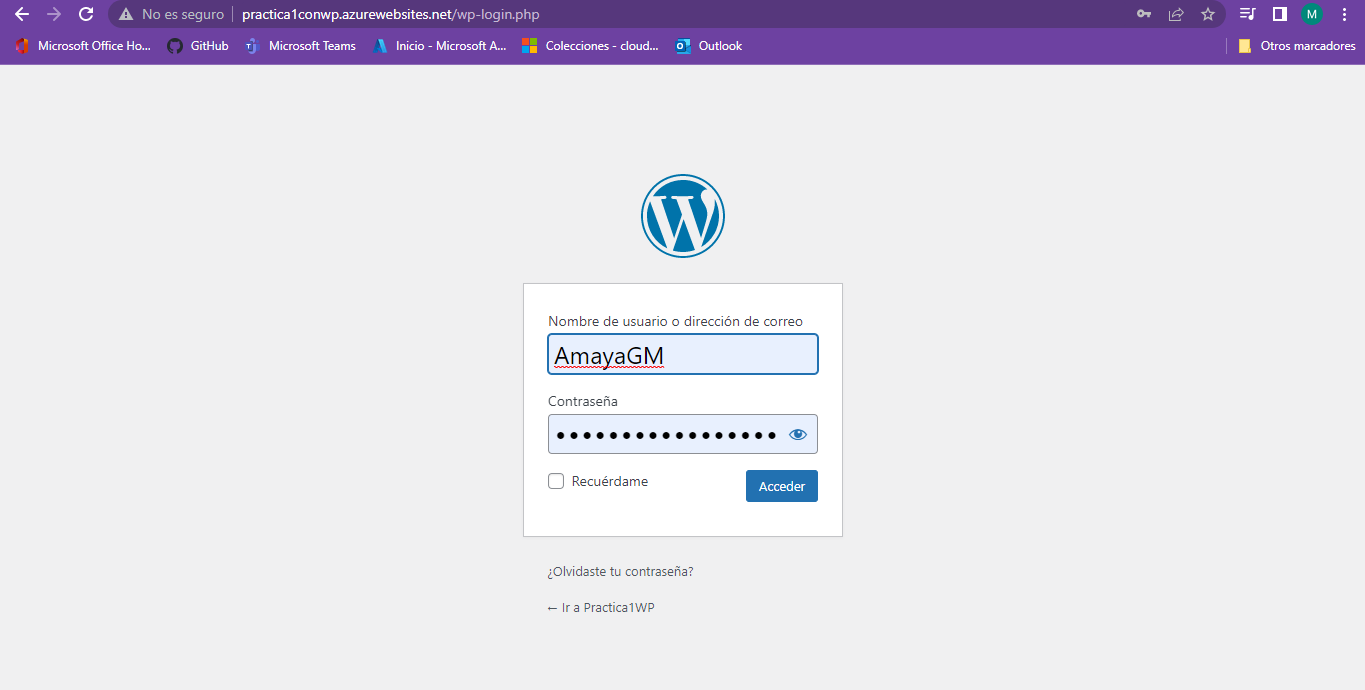 No es seguro practica1conwp.azurewebsites.net/wp-login.php M
Microsoft Office Ho... GitHub Microsoft Teams Inicio - Microsoft A... Colecciones - cloud... Outlook Otros marcadores
Nombre de usuario o dirección de correo
AmayaGM
Contraseña
•••••••••••••••••
Recuérdame Acceder
¿Olvidaste tu contraseña?
← Ir a Practica1WP